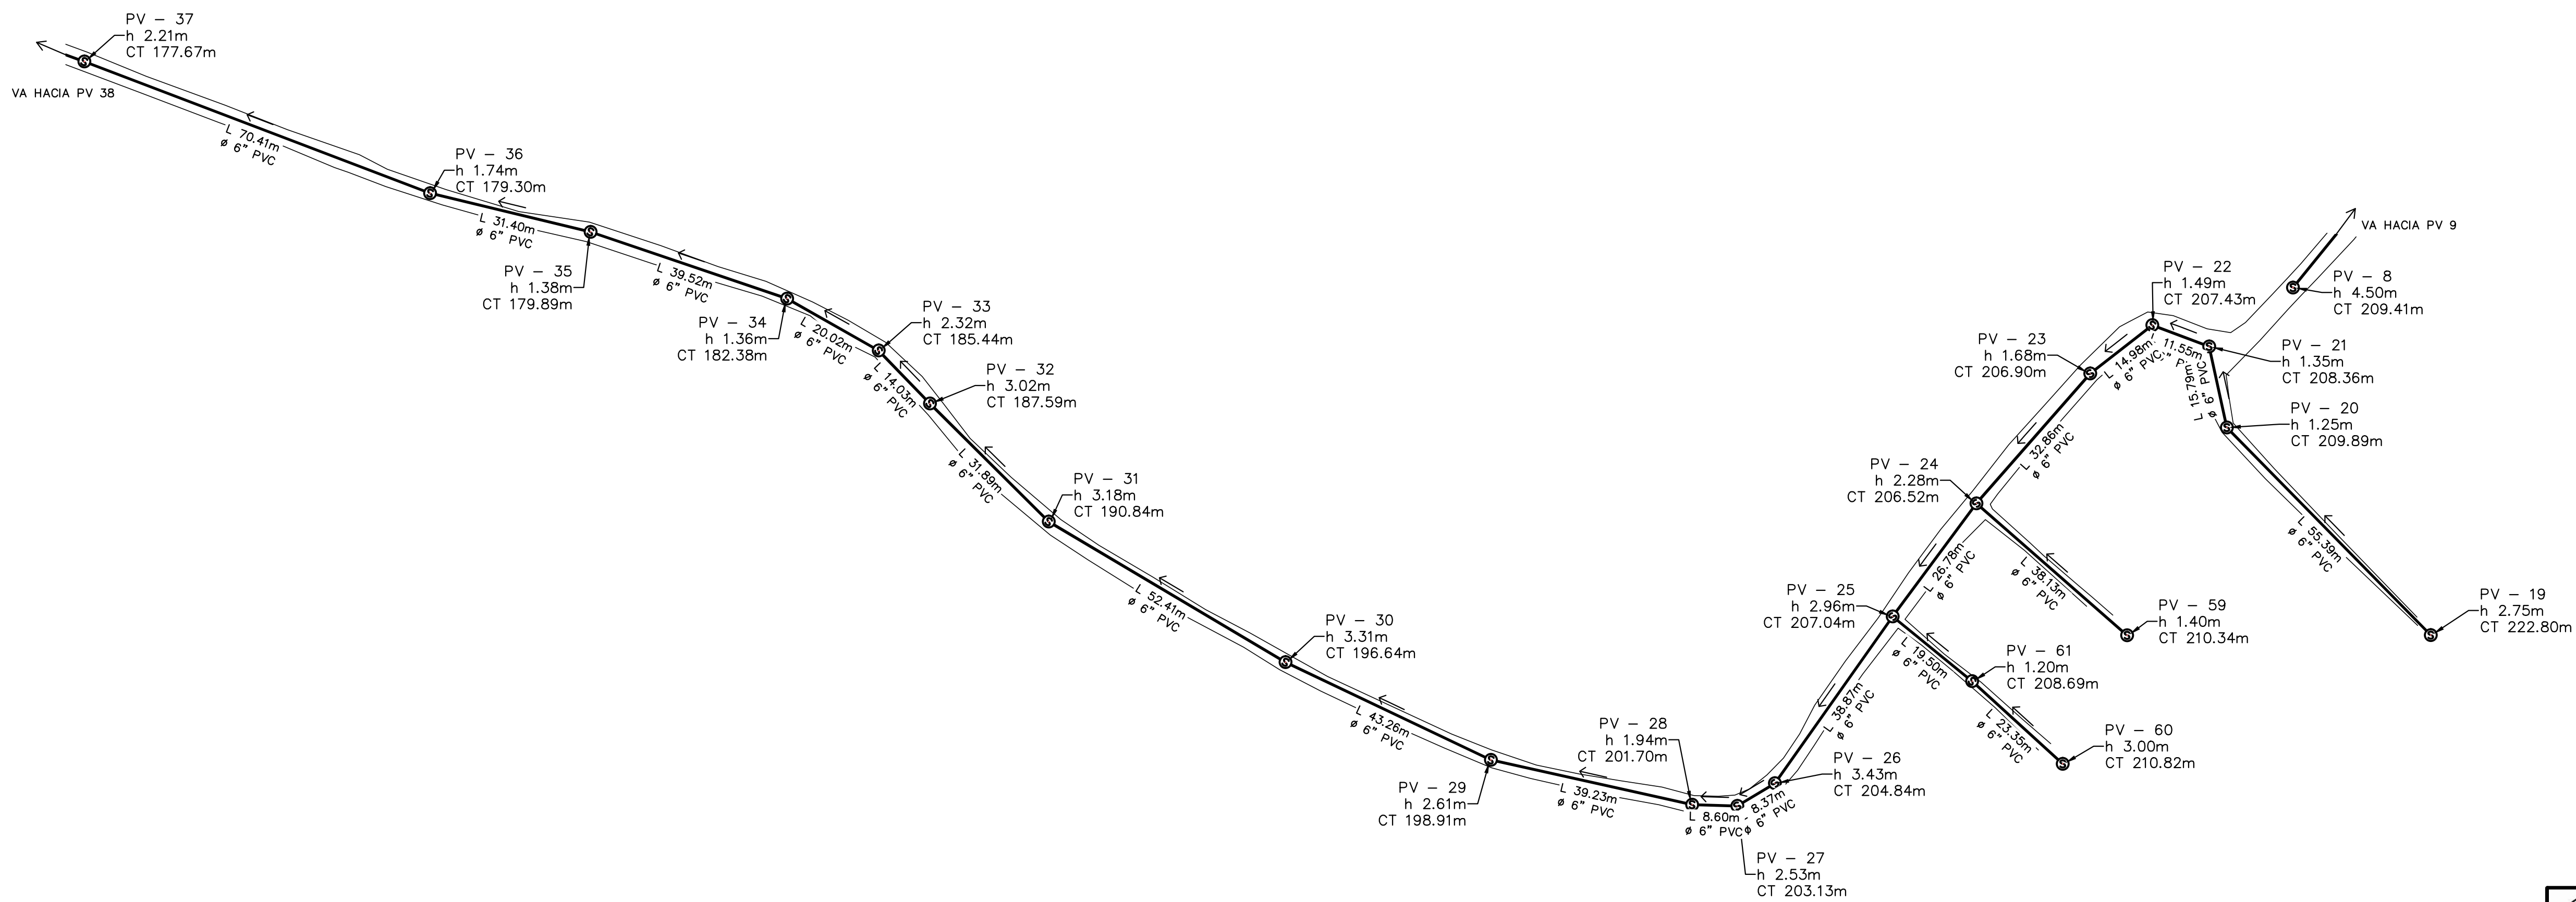 PV - 37
h 2.21m
CT 177.67m
VA HACIA PV 38
L 70.41m
ø 6" PVC
PV - 36
h 1.74m
CT 179.30m
L 31.40m
ø 6" PVC
PV - 35
h 1.38m
CT 179.89m
L 39.52m
ø 6" PVC
PV - 34
h 1.36m
CT 182.38m
L 20.02m
ø 6" PVC
PV - 33
h 2.32m
CT 185.44m
L 14.03m
ø 6" PVC
PV - 32
h 3.02m
CT 187.59m
L 31.89m
ø 6" PVC
PV - 31
h 3.18m
CT 190.84m
L 52.41m
ø 6" PVC
PV - 30
h 3.31m
CT 196.64m
L 43.26m
ø 6" PVC
PV - 29
h 2.61m
CT 198.91m
L 39.23m
ø 6" PVC
PV - 28
h 1.94m
CT 201.70m
L 8.60m
ø 6" PVC
PV - 27
h 2.53m
CT 203.13m
8.37m
ø 6" PVC
PV - 26
h 3.43m
CT 204.84m
L 38.87m
ø 6" PVC
PV - 25
h 2.96m
CT 207.04m
L 26.78m
ø 6" PVC
PV - 24
h 2.28m
CT 206.52m
L 32.86m
ø 6" PVC
PV - 23
h 1.68m
CT 206.90m
L 14.98m
ø 6" PVC
PV - 22
h 1.49m
CT 207.43m
11.55m
PV - 21
h 1.35m
CT 208.36m
L 15.79m
ø 6" PVC
PV - 20
h 1.25m
CT 209.89m
L 55.39m
ø 6" PVC
PV - 19
h 2.75m
CT 222.80m
VA HACIA PV 9
PV - 8
h 4.50m
CT 209.41m
L 38.13m
ø 6" PVC
PV - 59
h 1.40m
CT 210.34m
L 19.50m
ø 6" PVC
PV - 61
h 1.20m
CT 208.69m
L 23.35m
ø 6" PVC
PV - 60
h 3.00m
CT 210.82m